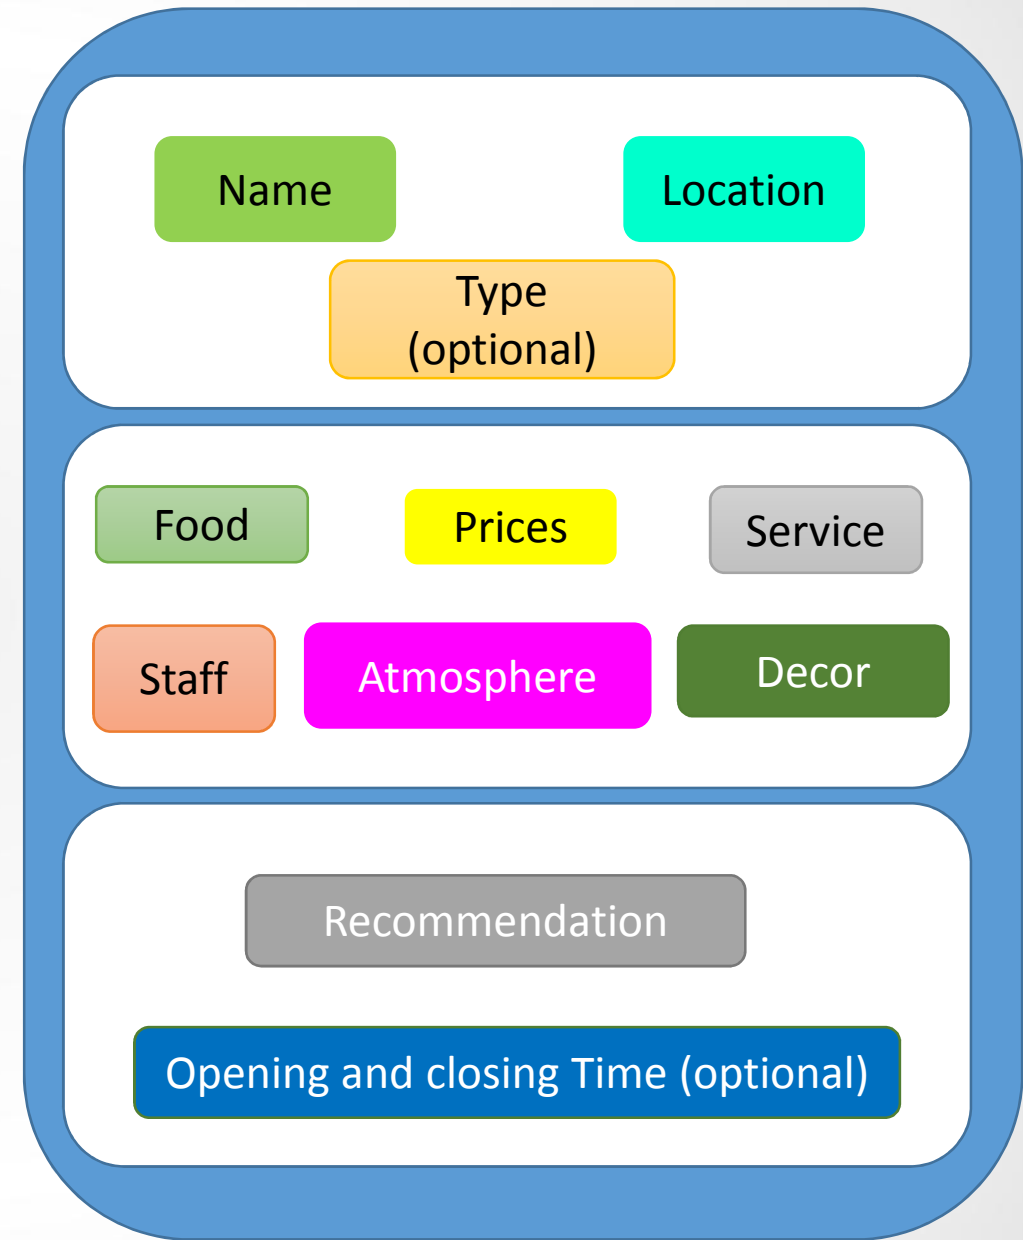 Name
Location
Type
(optional)
Food
Prices
Service
Staff
Atmosphere
Decor
Recommendation
Opening and closing Time (optional)